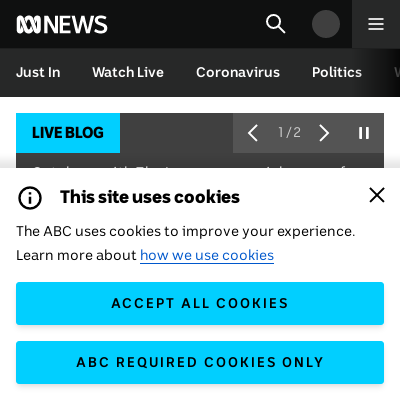 NEWS
Just In Watch Live Coronavirus Politics
LIVE BLOG 1/2
This site uses cookies
The ABC uses cookies to improve your experience.
Learn more about how we use cookies
ACCEPT ALL COOKIES
ABC REQUIRED COOKIES ONLY